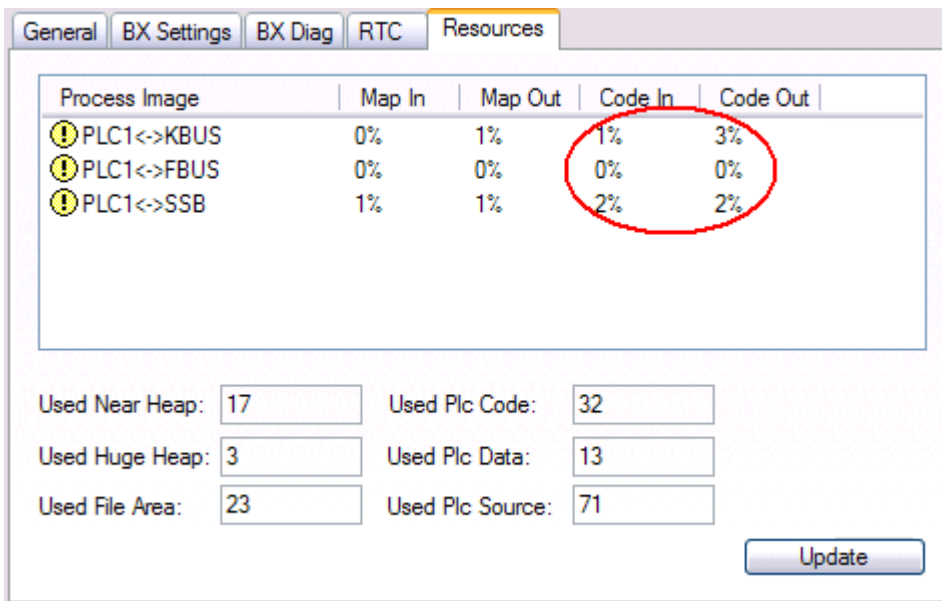 General BX Settings BX Diag RTC Resources
Process Image Map In Map Out Code In Code Out
PLC1<->KBUS 0% 1% 1% 3%
PLC1<->FBUS 0% 0% 0% 0%
PLC1<->SSB 1% 1% 2% 2%
Used Near Heap: 17 Used Plc Code: 32
Used Huge Heap: 3 Used Plc Data: 13
Used File Area: 23 Used Plc Source: 71
Update